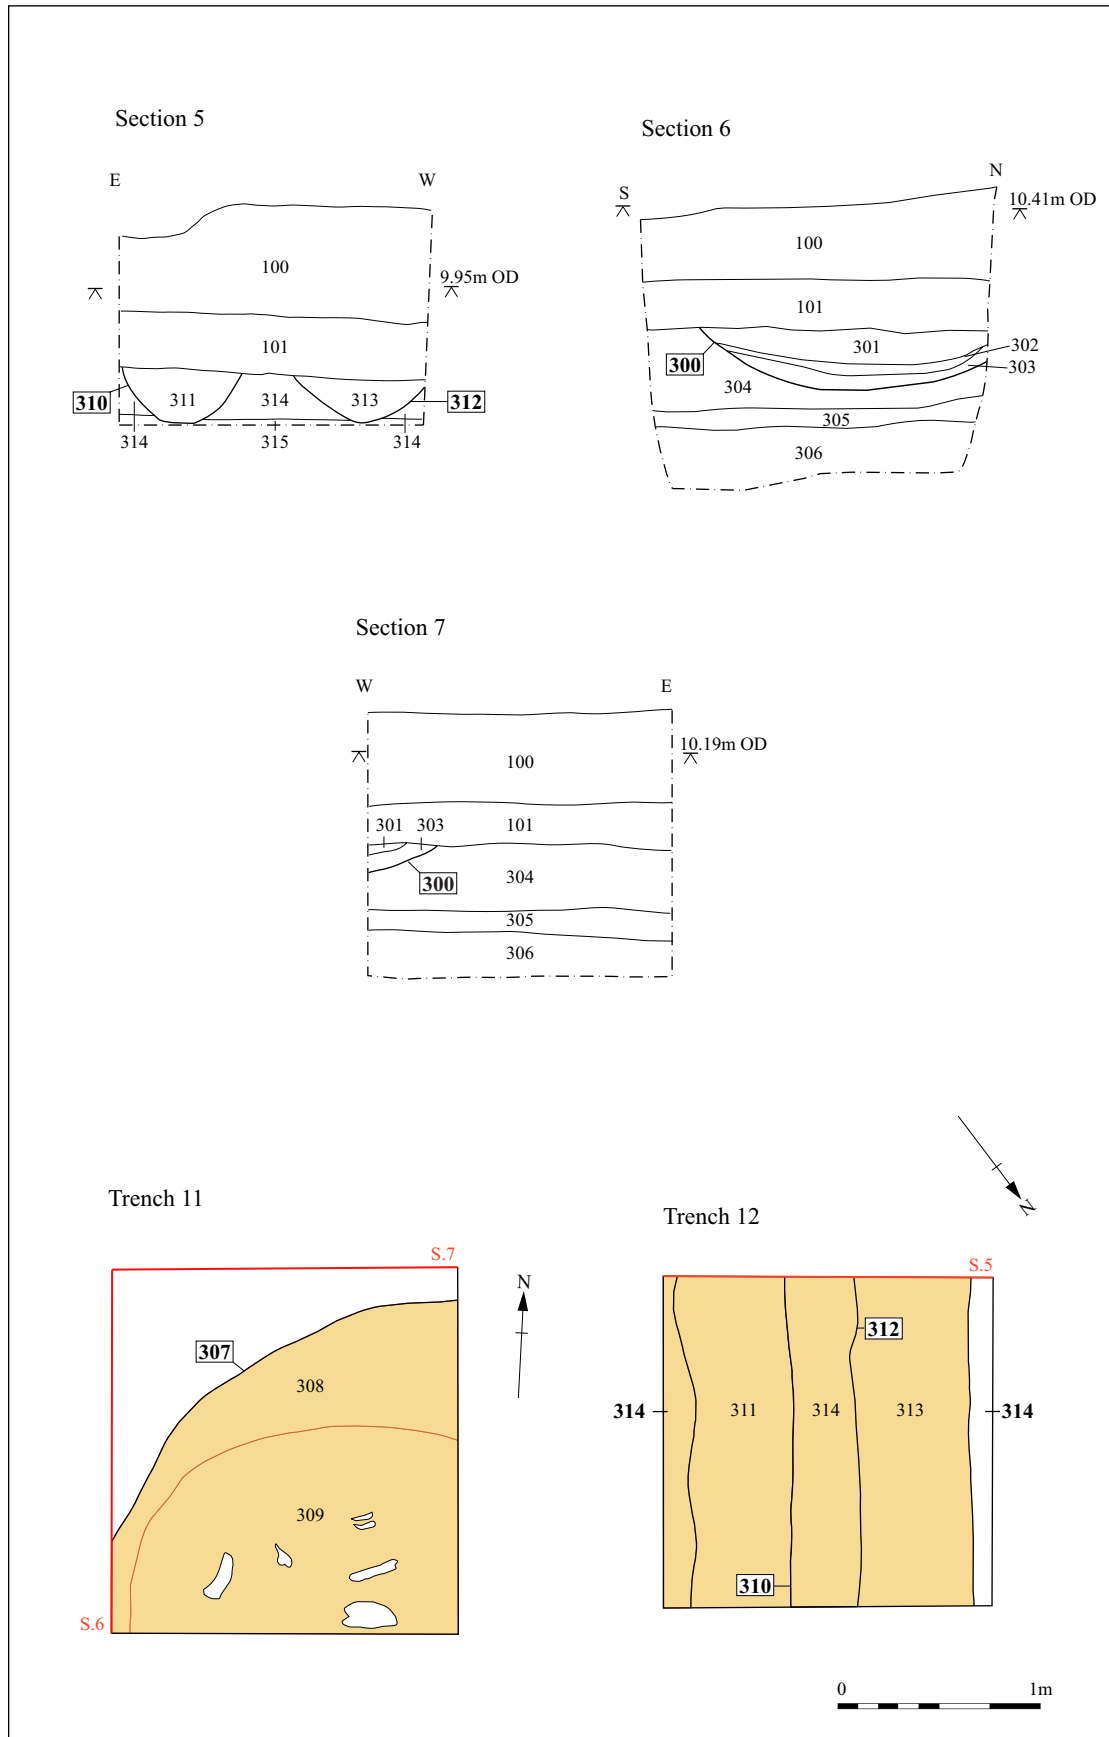 Section 5
E
W
100
9.95m OD
101
310
311
314
313
312
314
315
314
Section 6
S
N
10.41m OD
100
101
300
301
302
303
304
305
306
Section 7
W
E
10.19m OD
100
301
303
101
300
304
305
306
N
Trench 11
S.7
N
307
308
309
S.6
Trench 12
S.5
312
314
311
314
313
314
310
0
1m